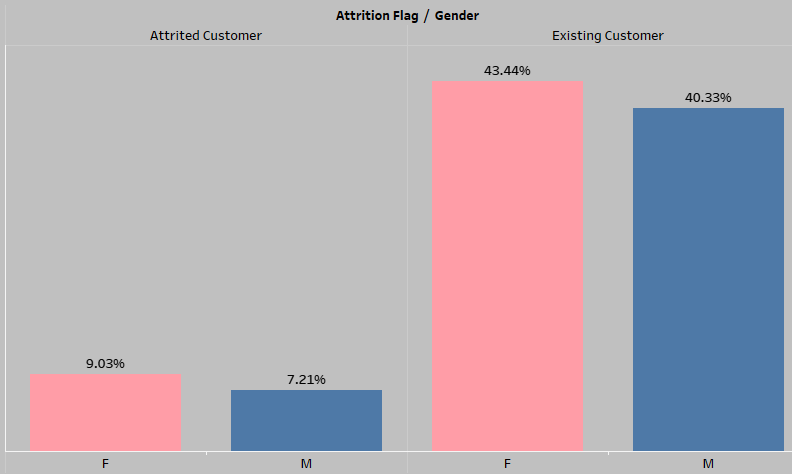 Attrition Flag / Gender
Attrited Customer Existing Customer
43.44%
40.33%
9.03%
7.21%
F M F M